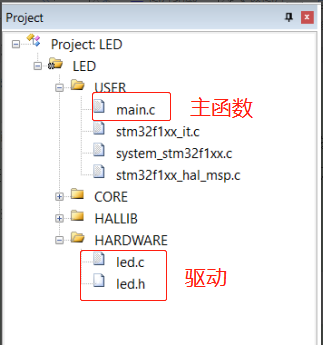 Project
Project: LED
LED
USER
main.c 主函数
stm32f1xx_it.c
system_stm32f1xx.c
stm32f1xx_hal_msp.c
CORE
HALLIB
HARDWARE
led.c
led.h
驱动